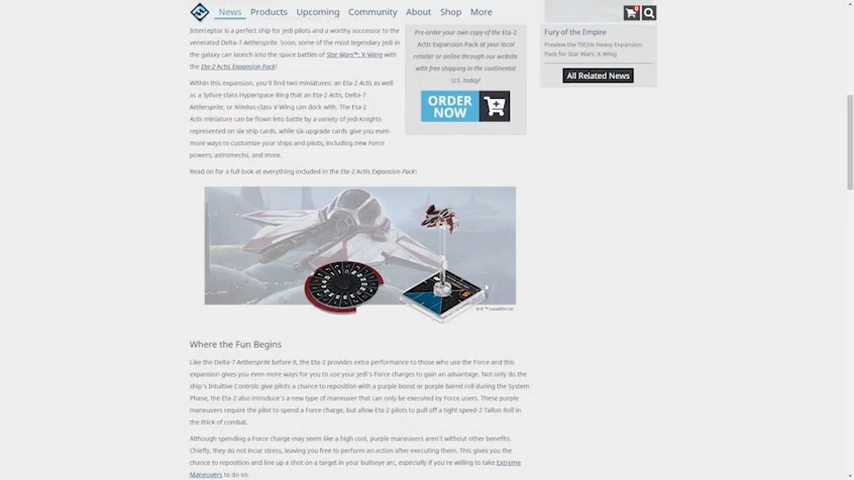 News Products Upcoming Community About Shop More
Interceptor is a perfect ship for Jedi pilots and a worthy successor to the
venerated Delta-7 Aethersprite. Soon, some of the most legendary Jedi in
the galaxy can launch into the space battles of Star Wars™: X-Wing with
the Eta-2 Actis Expansion Pack!
Within this expansion, you'll find two miniatures: an Eta-2 Actis as well
as a Syliure-class Hyperspace Ring that an Eta-2 Actis, Delta-7
Aethersprite, or Nimbus-class V-Wing can dock with. The Eta-2
Actis miniature can be flown into battle by a variety of Jedi Knights
represented on six ship cards, while six upgrade cards give you even
more ways to customize your ships and pilots, including new Force
powers, astromechs, and more.
Read on for a full look at everything included in the Eta-2 Actis Expansion Pack!
Pre-order your own copy of the Eta-2
Actis Expansion Pack at your local
retailer or online through our website
with free shipping in the continental
U.S. today!
ORDER
NOW
Fury of the Empire
Preview the TIE/rb Heavy Expansion
Pack for Star Wars: X-Wing
All Related News
Where the Fun Begins
Like the Delta-7 Aethersprite before it, the Eta-2 provides extra performance to those who use the Force and this
expansion gives you even more ways for you to use your Jedi's Force charges to gain an advantage. Not only do the
ship's Intuitive Controls give pilots a chance to reposition with a purple boost or purple barrel roll during the System
Phase, the Eta-2 also introduce's a new type of maneuver that can only be executed by Force users. These purple
maneuvers require the pilot to spend a Force charge, but allow Eta-2 pilots to pull off a tight speed-2 Tallon Roll in
the thick of combat.
Although spending a Force charge may seem like a high cost, purple maneuvers aren't without other benefits.
Chiefly, they do not incur stress, leaving you free to perform an action after executing them. This gives you the
chance to reposition and line up a shot on a target in your bullseye arc, especially if you're willing to take Extreme
Maneuvers to do so.